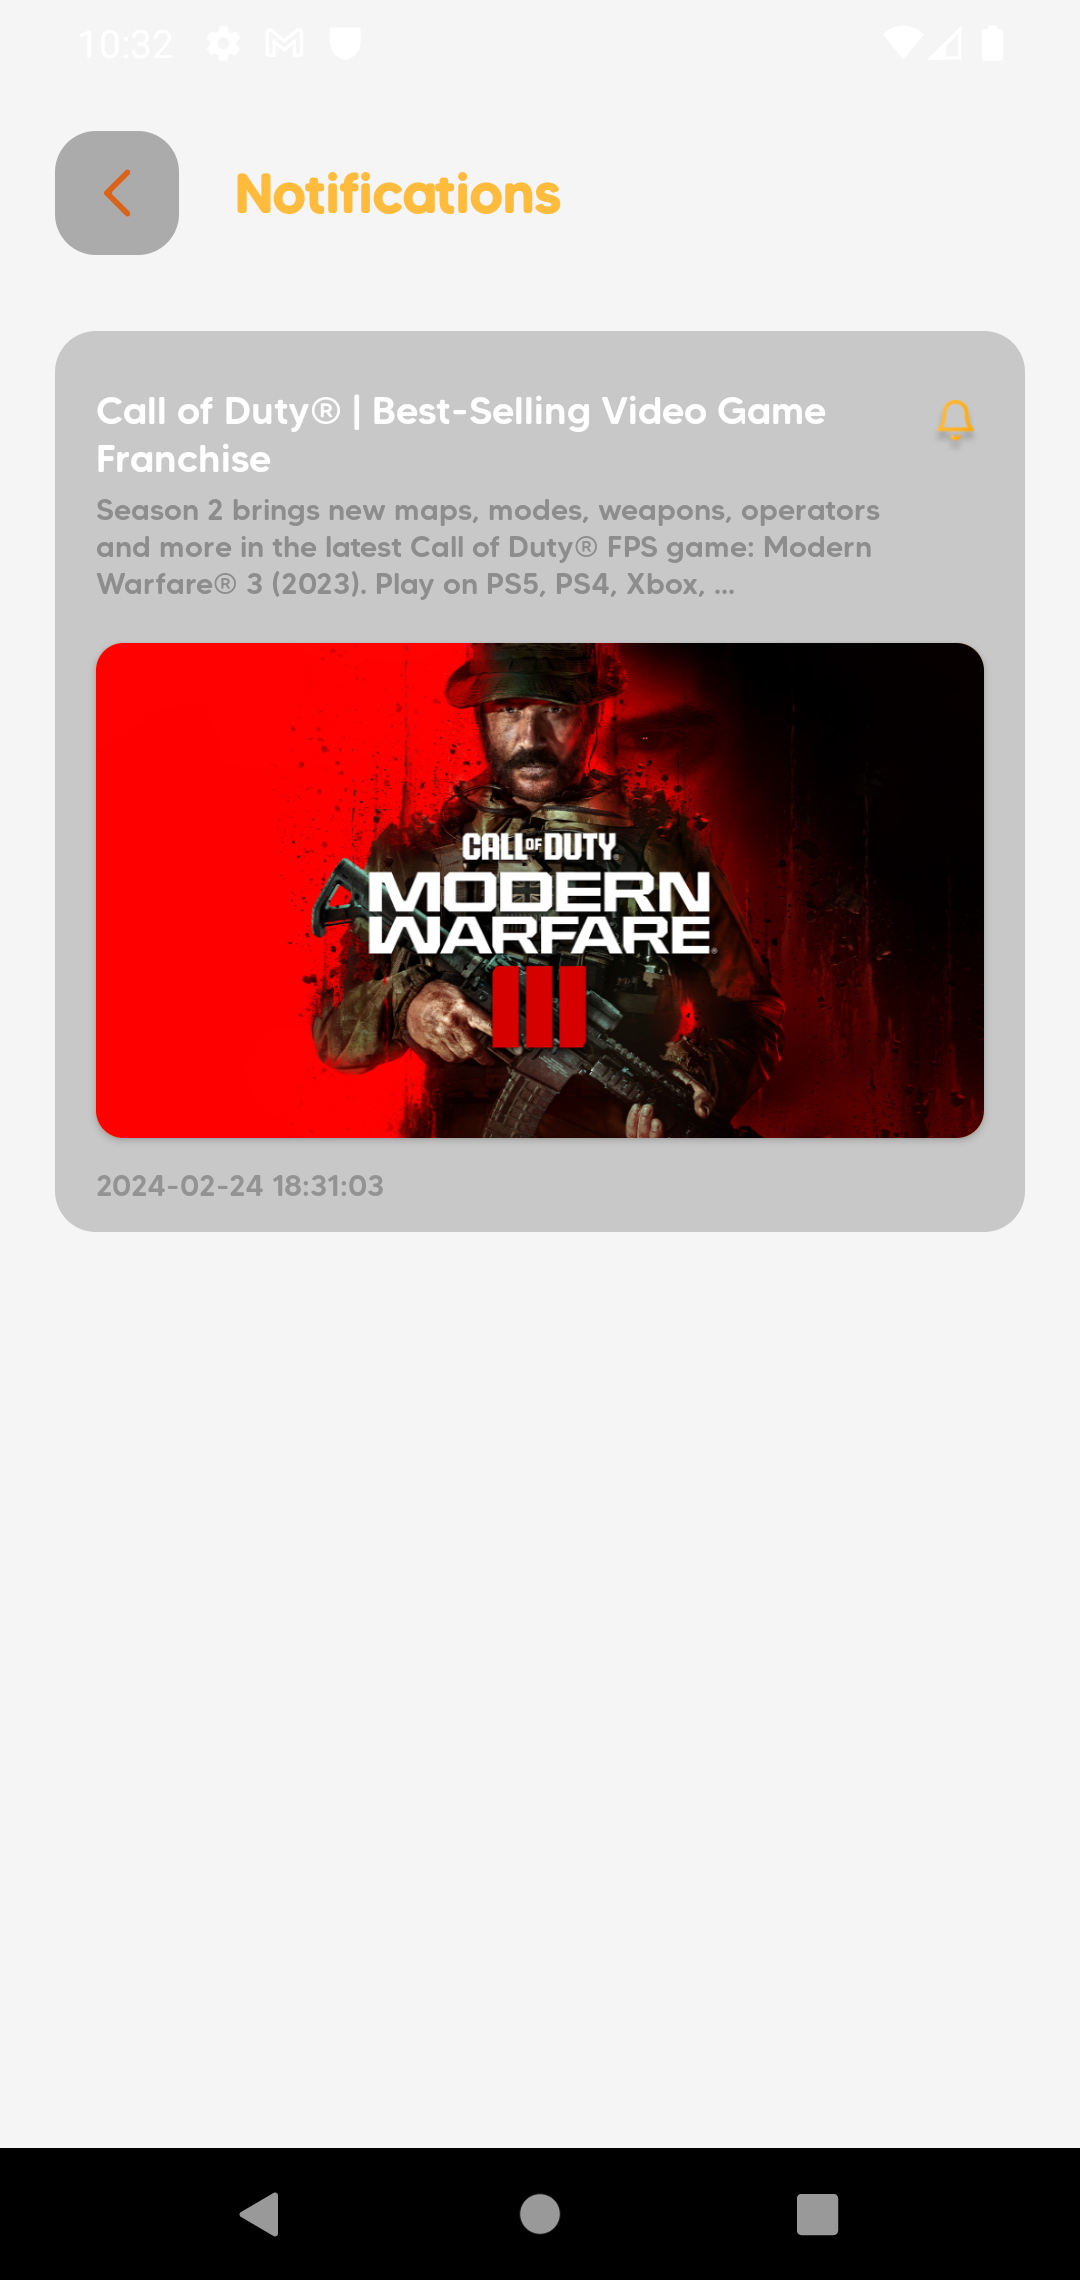 10:32
Notifications
Call of Duty® | Best-Selling Video Game
Franchise
Season 2 brings new maps, modes, weapons, operators
and more in the latest Call of Duty® FPS game: Modern
Warfare® 3 (2023). Play on PS5, PS4, Xbox, ...
CALL OF DUTY®
MODERN
WARFARE®
III
2024-02-24 18:31:03